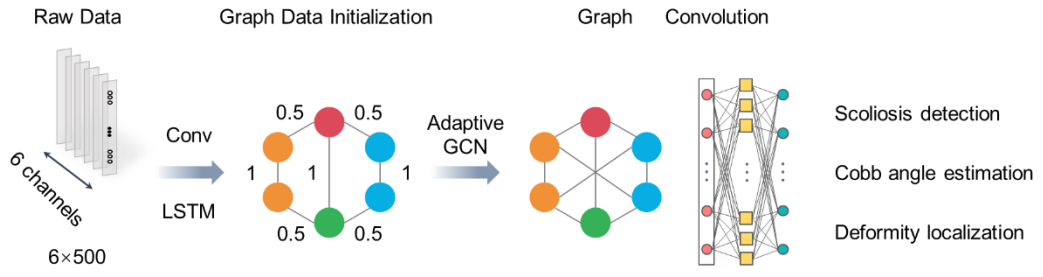 Raw Data
Graph Data Initialization
Graph Convolution
6 channels
6×500
Conv
LSTM
0.5 0.5
1 1 1
0.5 0.5
Adaptive
GCN
Scoliosis detection
Cobb angle estimation
Deformity localization